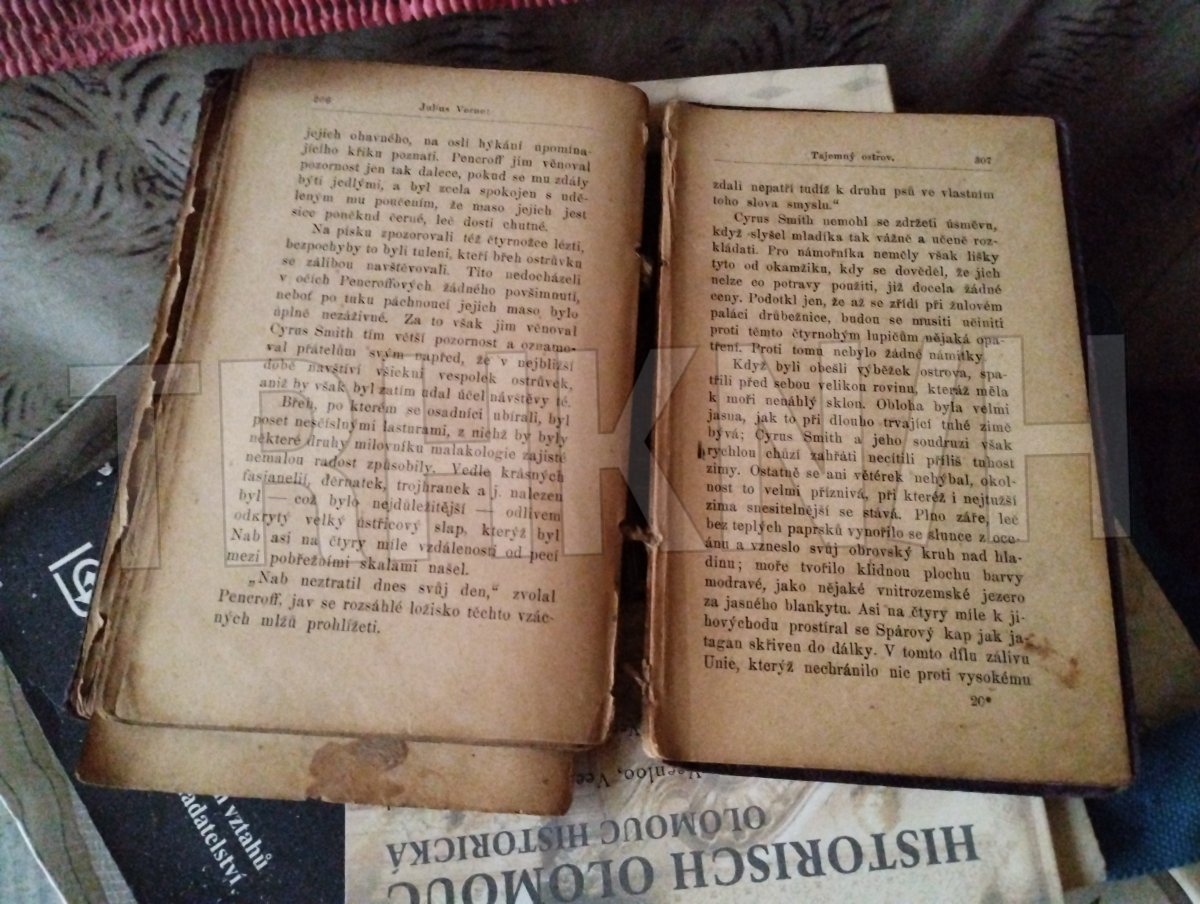 206
Julius Verne:
jejich ohavného, na oslí hýkání upomína-
jícího křiku poznati. Pencroff jim věnoval
pozornost jen tak dalece, pokud se mu zdály
býti jedlými, a byl zcela spokojen s udě-
leným mu poučením, že maso jejich jest
sice poněkud černé, leč dosti chutné.
Na písku zpozorovali též čtyrnožce lézti,
bezpochyby to byli tuleni, kteří břeh ostrůvku
se zálibou navštěvovali. Tito nedocházeli
v očích Pencroffových žádného povšimnutí,
neboť po tuku páchnoucí jejich maso bylo
úplně nezáživné. Za to však jim věnoval
Cyrus Smith tím větší pozornost a oznamo-
val přátelům svým napřed, že v nejbližší
době navštíví všickni vespolek ostrůvek,
aniž by však byl zatím udal účel návštěvy té.
Břeh, po kterém se osadníci ubírali, byl
poset nesčíslnými lasturami, z nichž by byly
některé druhy milovníku malakologie zajisté
nemalou radost způsobily. Vedle krásných
fasianelií, děrnatek, trojhranek a j. nalezen
byl — což bylo nejdůležitější — odlivem
odkrytý velký ústřicový slap, kterýž byl
Nab asi na čtyry míle vzdálenosti od pecí
mezi pobřežními skalami našel.
„Nab neztratil dnes svůj den,“ zvolal
Pencroff, jav se rozsáhlé ložisko těchto vzác-
ných mlžů prohlížeti.
Tajemný ostrov.
307
zdali nepatří tudíž k druhu psů ve vlastním
toho slova smyslu.“
Cyrus Smith nemohl se zdržeti úsměvu,
když slyšel mladíka tak vážně a učeně roz-
kládati. Pro námořníka neměly však lišky
tyto od okamžiku, kdy se dověděl, že jich
nelze co potravy použíti, již docela žádné
ceny. Podotkl jen, že až se zřídí při žulovém
paláci drůbežnice, budou se musiti učiniti
proti těmto čtyrnohým lupičům nějaká opa-
tření. Proti tomu nebylo žádné námitky.
Když byli obešli výběžek ostrova, spa-
třili před sebou velikou rovinu, kteráž měla
k moři nenáhlý sklon. Obloha byla velmi
jasna, jak to při dlouho trvající tuhé zimě
bývá; Cyrus Smith a jeho soudruzi však
rychlou chůzí zahřáti necítili příliš tuhost
zimy. Ostatně se ani větérek nehýbal, okol-
nost to velmi příznivá, při kteréž i nejtužší
zima snesitelnější se stává. Plno záře, leč
bez teplých paprsků vynořilo se slunce z oce-
ánu a vzneslo svůj obrovský kruh nad hla-
dinu; moře tvořilo klidnou plochu barvy
modravé, jako nějaké vnitrozemské jezero
za jasného blankytu. Asi na čtyry míle k ji-
hovýchodu prostíral se Spárový kap jak ja-
tagan skřiven do dálky. V tomto dílu zálivu
Unie, kterýž nechránilo nic proti vysokému
20*
Veenloo,
OLOMOUC HISTORICKÁ
HISTORISCH OLOMOUC
vztahů